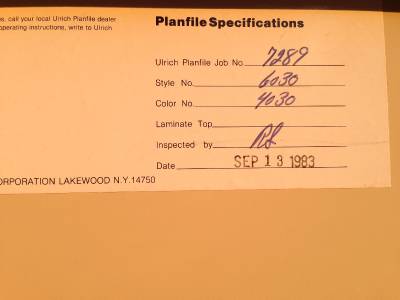 s, call your local Ulrich Planfile dealer
operating instructions, write to Ulrich
Planfile Specifications
Ulrich Planfile Job No. 7289
Style No. 6030
Color No. 4030
Laminate Top
Inspected by
Date SEP 13 1983
ORPORATION LAKEWOOD N.Y. 14750